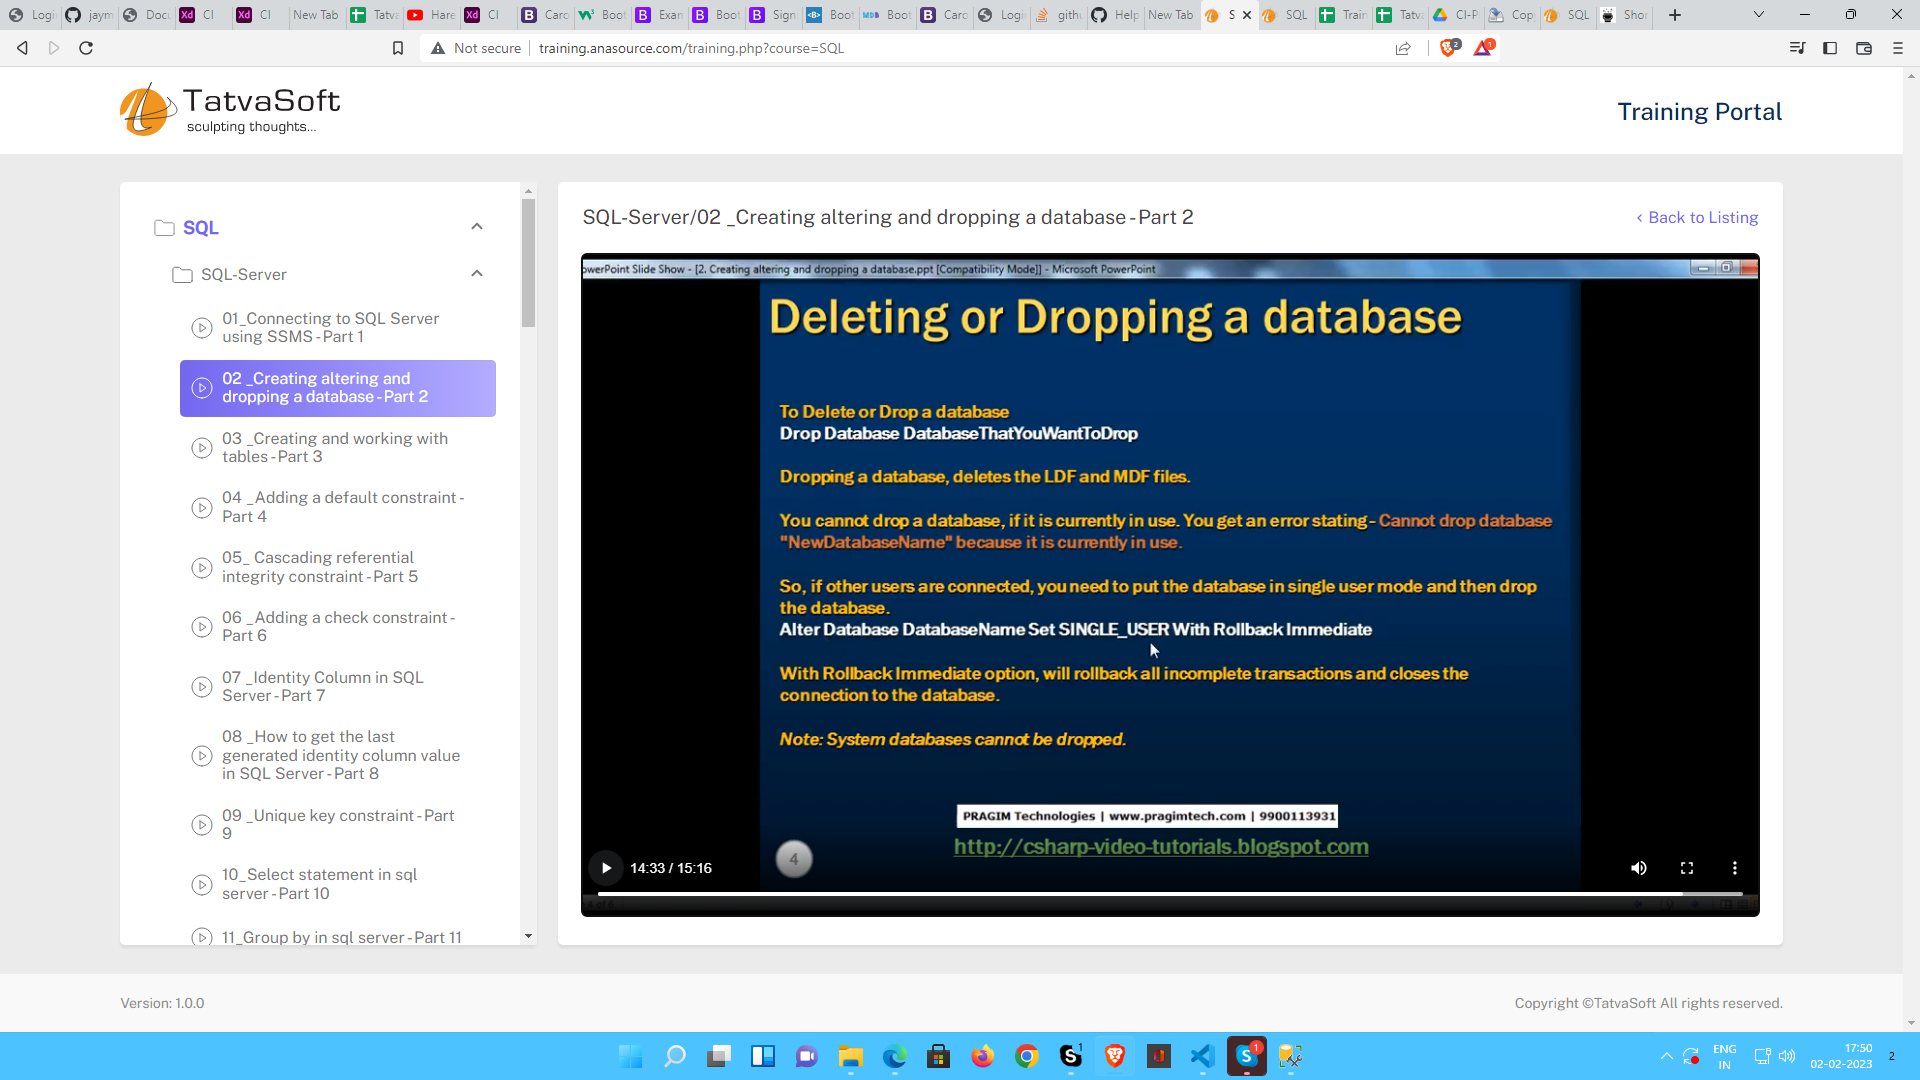 Logi
jaym
Docu
CI
CI
New Tab
Tatva
Hare
CI
Caro
Boot
Exan
Boot
Sign
Boot
Boot
Caro
Logi
githu
Help
New Tab
S
SQL
Train
Tatva
CI-P
Cop
SQL
Shor
Not secure
training.anasource.com/training.php?course=SQL
2
1
TatvaSoft
sculpting thoughts...
Training Portal
SQL
SQL-Server
01_Connecting to SQL Server
using SSMS - Part 1
02 _Creating altering and
dropping a database - Part 2
03 _Creating and working with
tables - Part 3
04 _Adding a default constraint -
Part 4
05_ Cascading referential
integrity constraint - Part 5
06 _Adding a check constraint -
Part 6
07 _Identity Column in SQL
Server - Part 7
08 _How to get the last
generated identity column value
in SQL Server - Part 8
09 _Unique key constraint - Part
9
10_Select statement in sql
server - Part 10
11_Group by in sql server - Part 11
SQL-Server/02 _Creating altering and dropping a database - Part 2
Back to Listing
owerPoint Slide Show - [2. Creating altering and dropping a database.ppt [Compatibility Mode]] - Microsoft PowerPoint
Deleting or Dropping a database
To Delete or Drop a database
Drop Database DatabaseThatYouWantToDrop
Dropping a database, deletes the LDF and MDF files.
You cannot drop a database, if it is currently in use. You get an error stating - Cannot drop database
"NewDatabaseName" because it is currently in use.
So, if other users are connected, you need to put the database in single user mode and then drop
the database.
Alter Database DatabaseName Set SINGLE_USER With Rollback Immediate
With Rollback Immediate option, will rollback all incomplete transactions and closes the
connection to the database.
Note: System databases cannot be dropped.
PRAGIM Technologies | www.pragimtech.com | 9900113931
http://csharp-video-tutorials.blogspot.com
4
14:33 / 15:16
Version: 1.0.0
Copyright ©TatvaSoft All rights reserved.
1
1
ENG
IN
17:50
02-02-2023
2